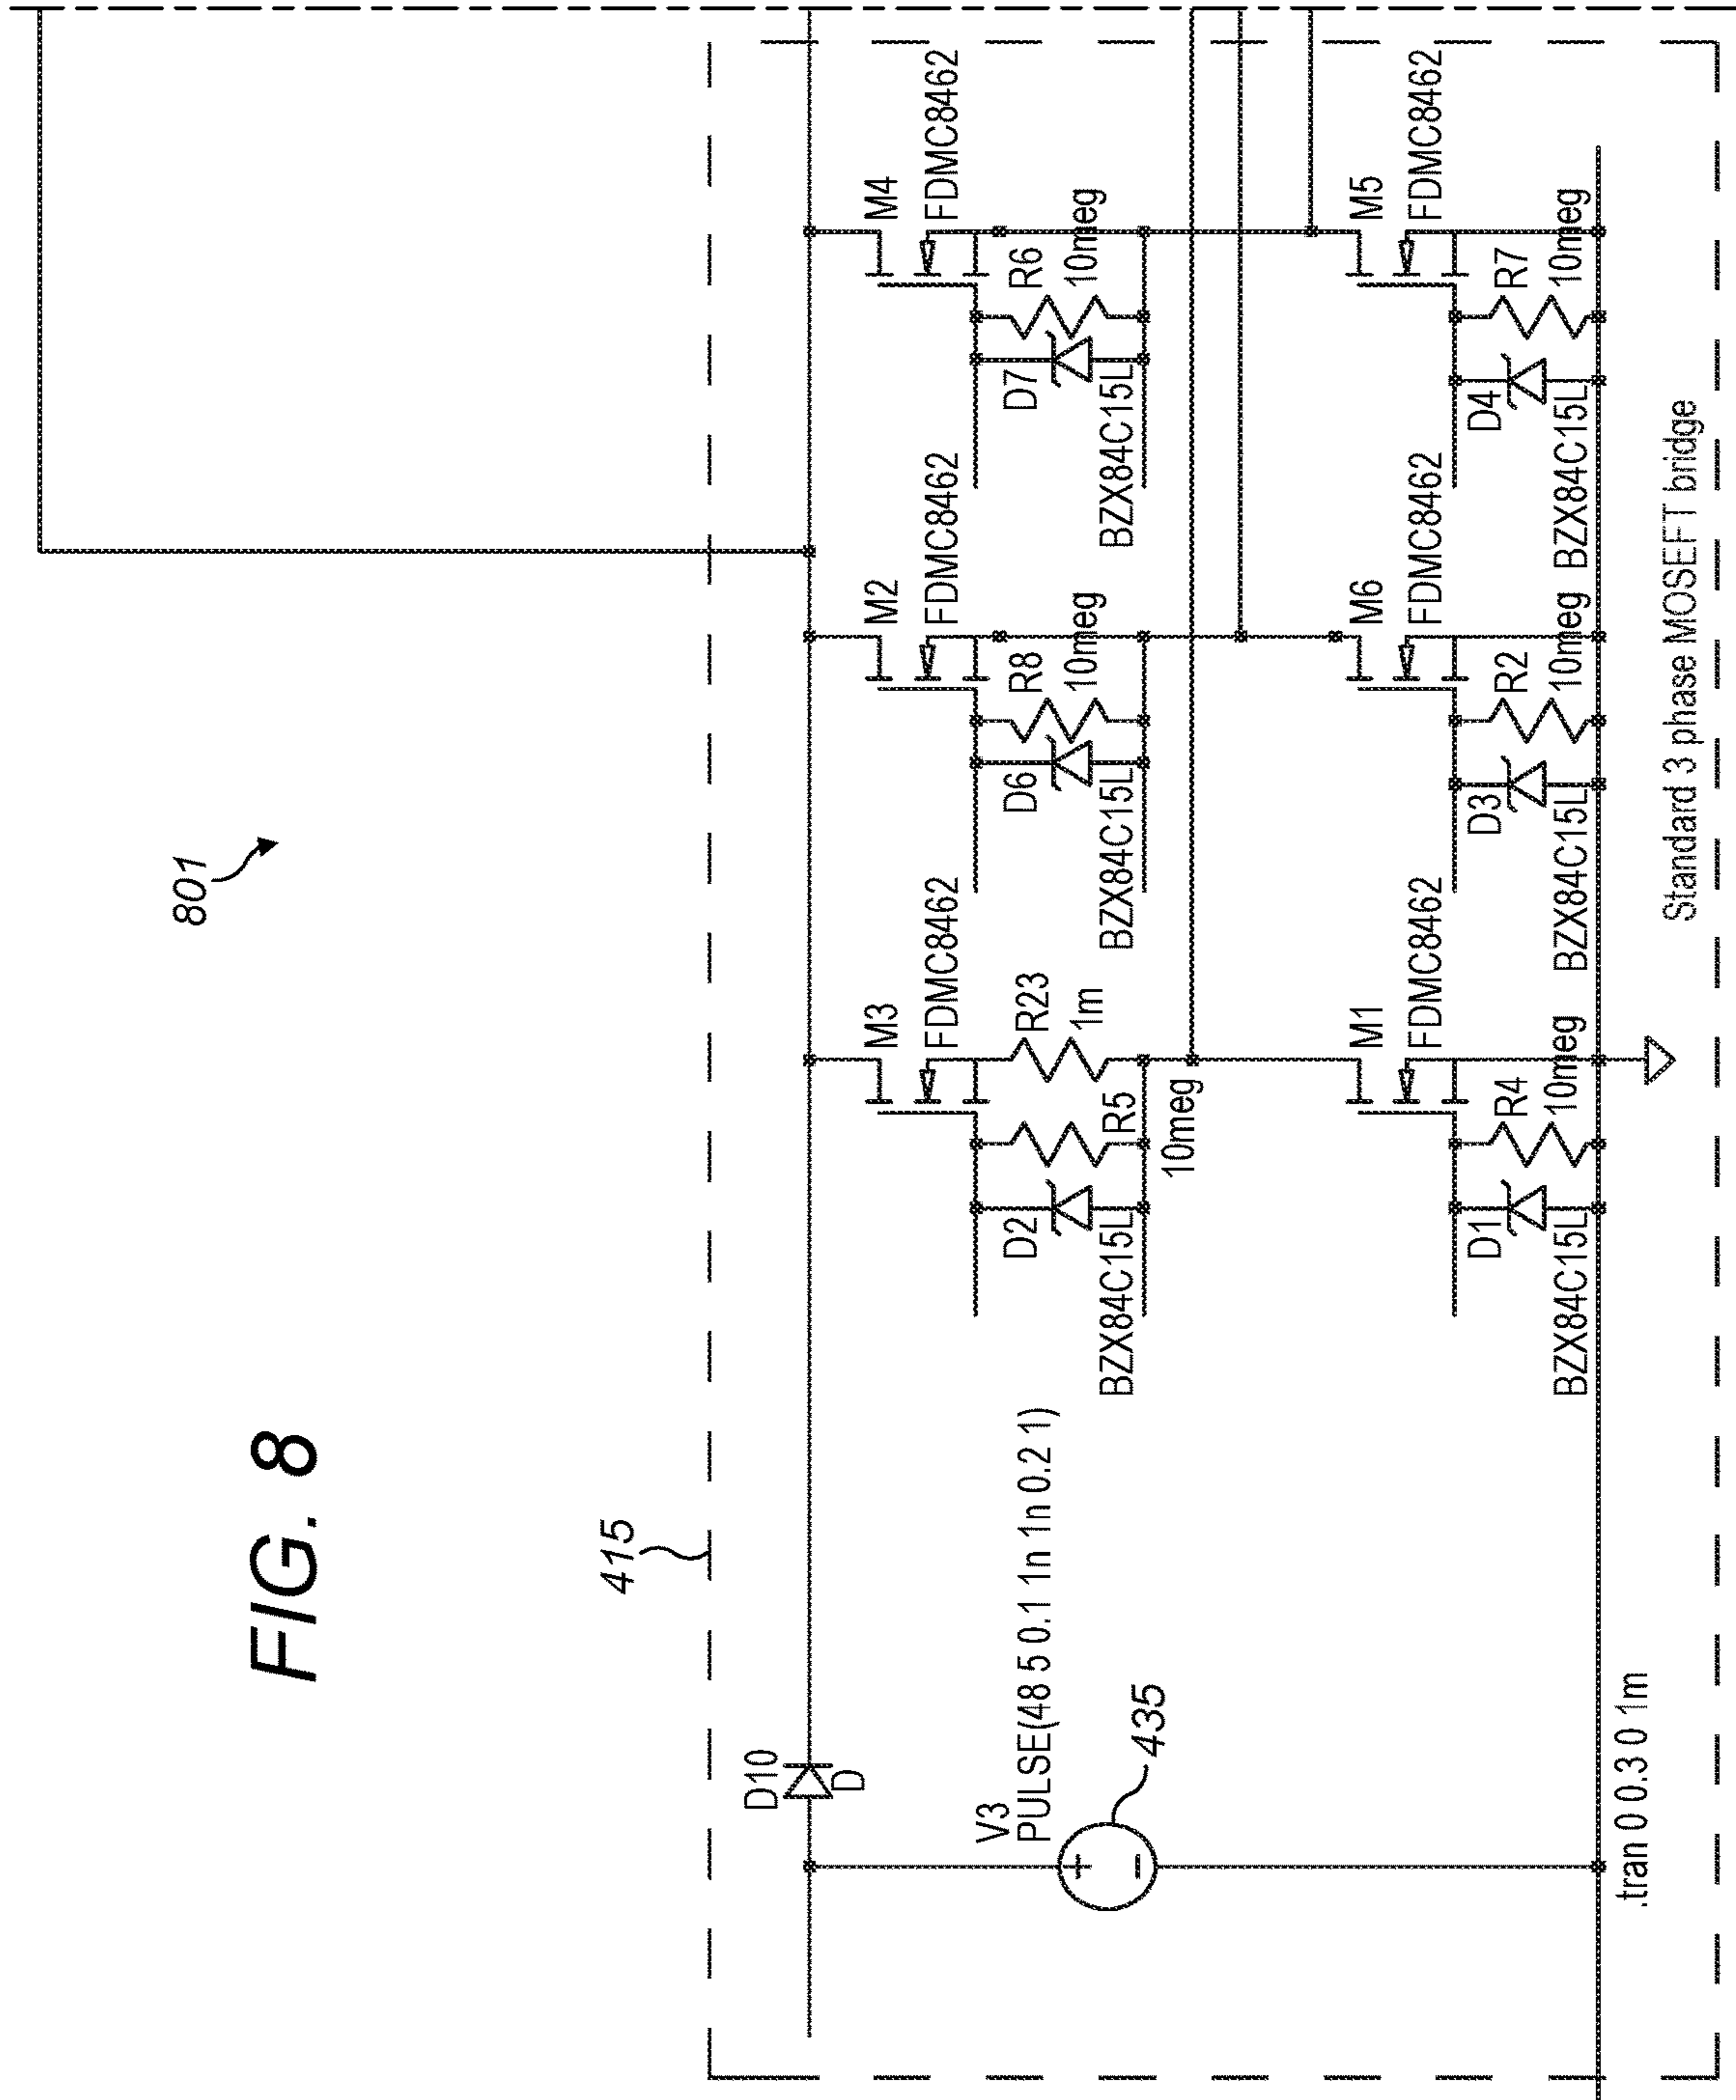 FIG. 8
801
415
D10
D
V3
PULSE(48 5 0.1 1n 1n 0.2 1)
435
.tran 0 0.3 0 1m
M3
FDMC8462
R23
1m
R5
10meg
D2
BZX84C15L
M2
FDMC8462
R8
10meg
D6
BZX84C15L
M4
FDMC8462
R6
10meg
D7
BZX84C15L
M1
FDMC8462
R4
10meg
D1
BZX84C15L
M6
FDMC8462
R2
10meg
D3
BZX84C15L
M5
FDMC8462
R7
10meg
D4
BZX84C15L
Standard 3 phase MOSEFT bridge